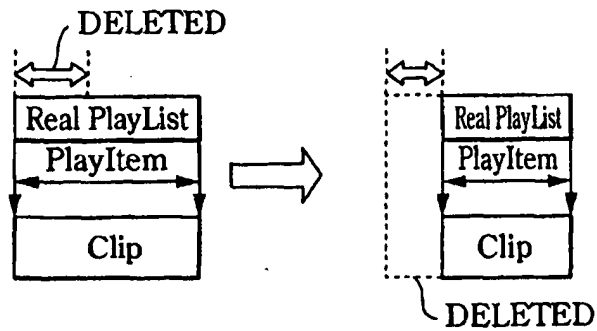 DELETED
Real PlayList
PlayItem
Clip
Real PlayList
PlayItem
Clip
DELETED